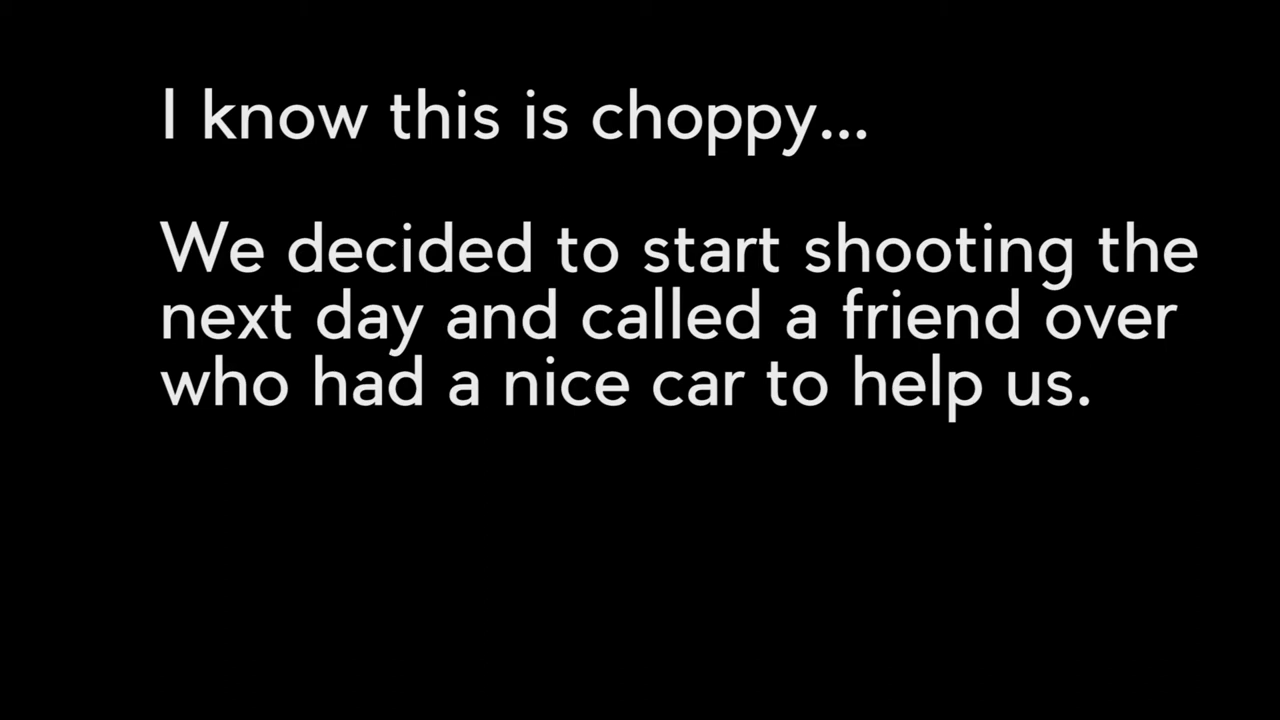 I know this is choppy...
We decided to start shooting the
next day and called a friend over
who had a nice car to help us.